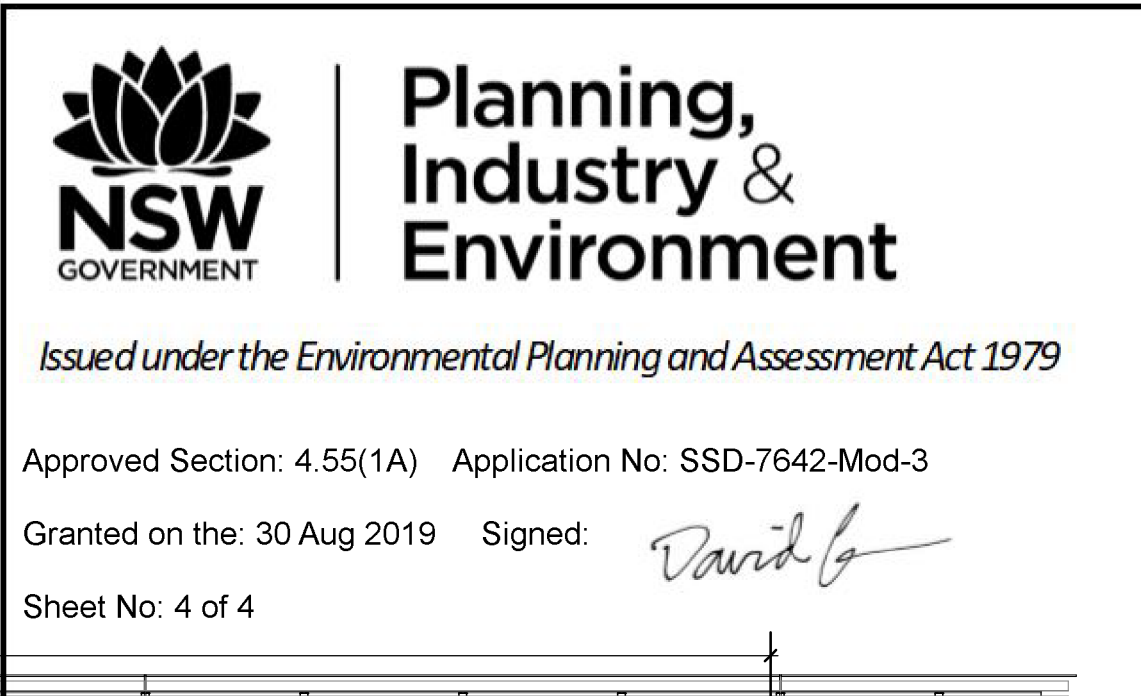 NSW
GOVERNMENT
Planning,
Industry &
Environment
Issued under the Environmental Planning and Assessment Act 1979
Approved Section: 4.55(1A) Application No: SSD-7642-Mod-3
Granted on the: 30 Aug 2019 Signed: David
Sheet No: 4 of 4